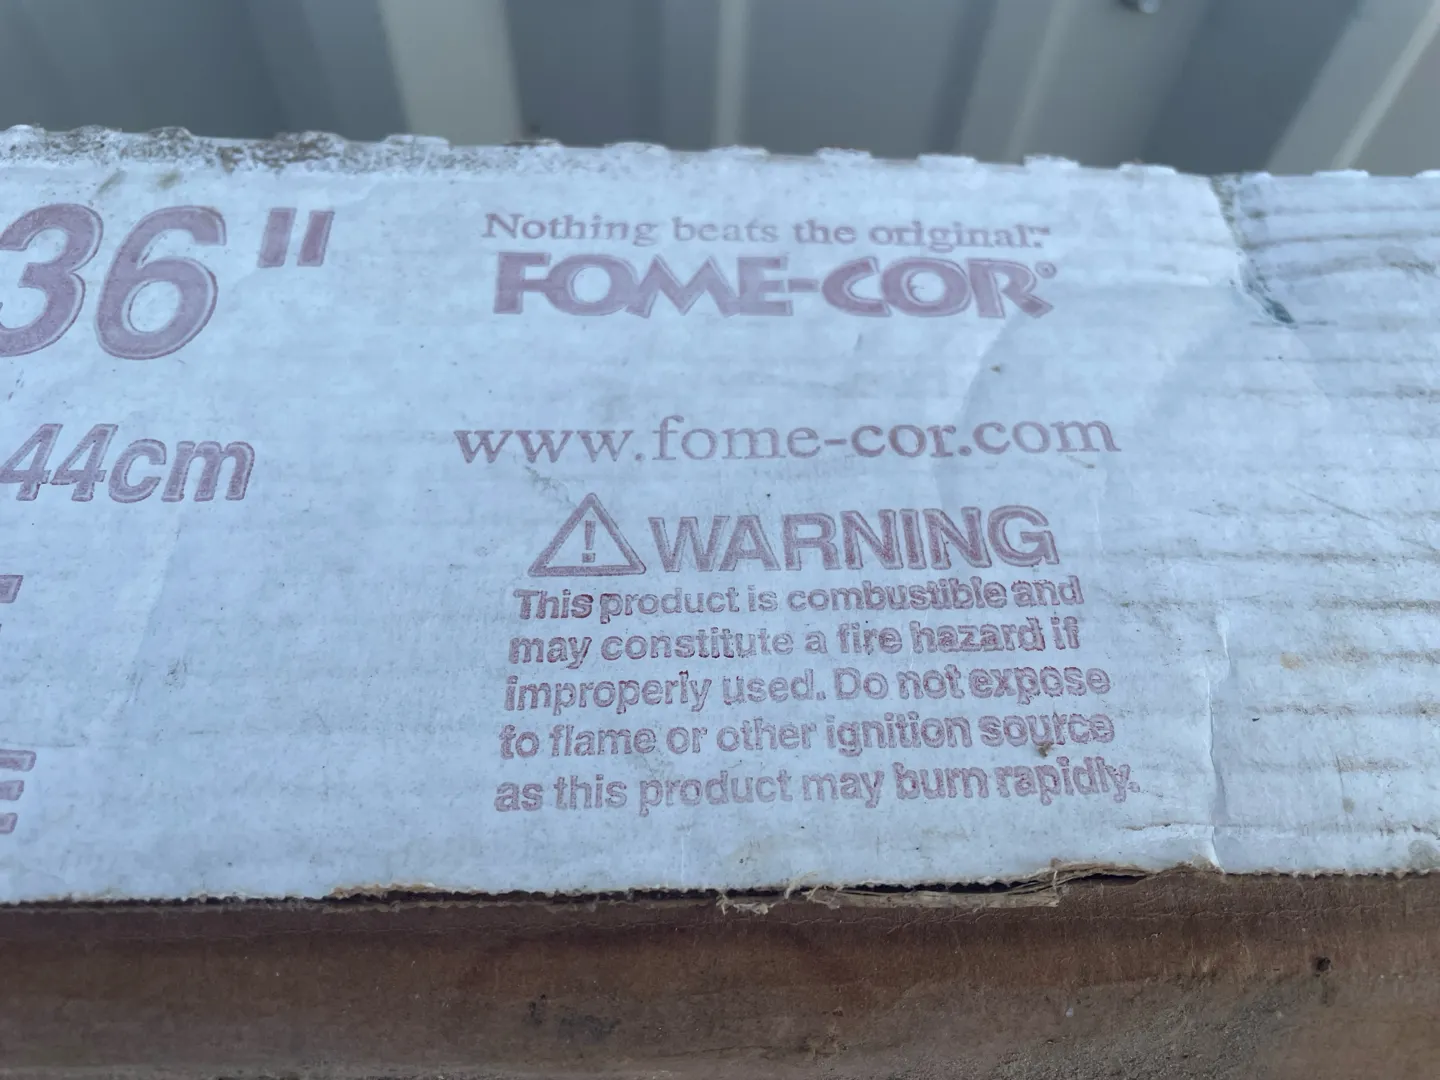 36"
Nothing beats the original.™
FOME-COR®
44cm
www.fome-cor.com
WARNING
This product is combustible and
may constitute a fire hazard if
improperly used. Do not expose
to flame or other ignition source
as this product may burn rapidly.
E